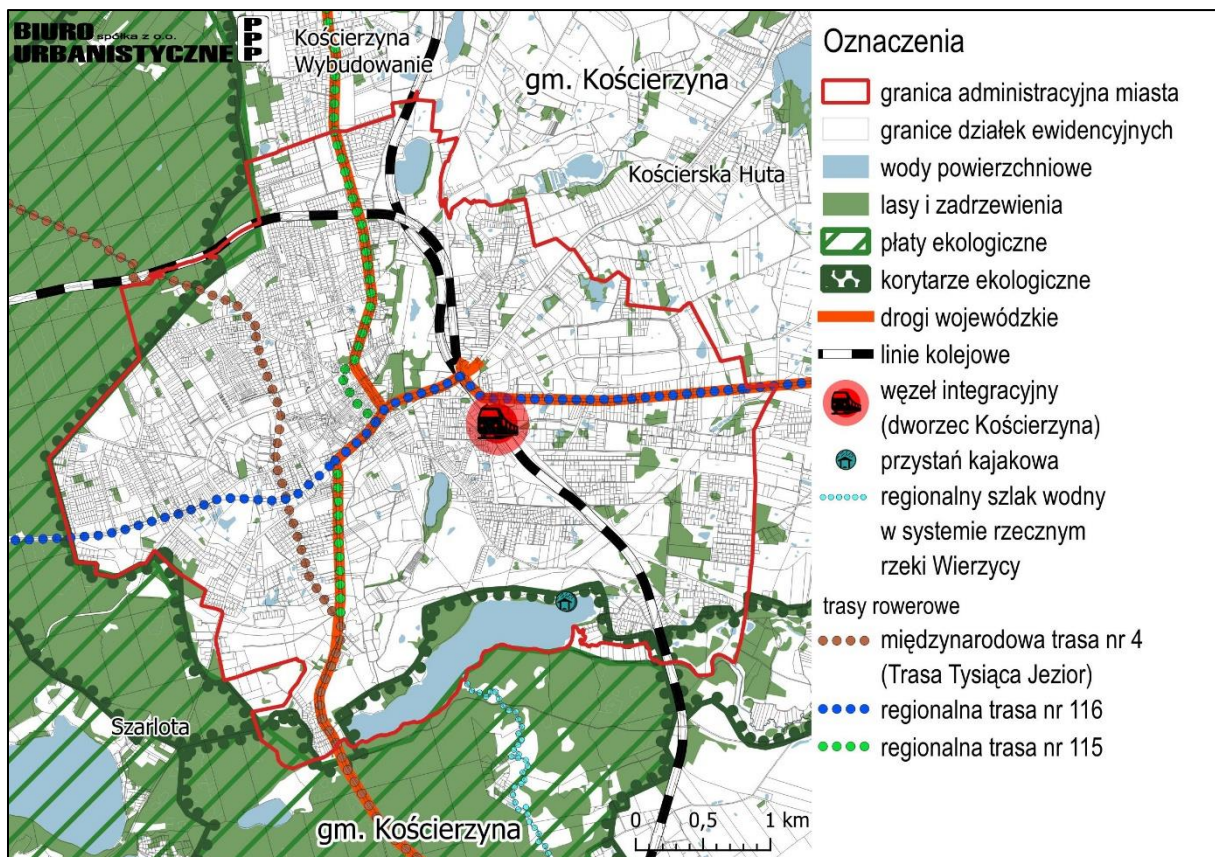 BIURO spółka z o.o.
URBANISTYCZNE
PPP
Kościerzyna
Wybudowanie
gm. Kościerzyna
Kościerska Huta
Szarlota
gm. Kościerzyna
0 0,5 1 km
Oznaczenia
granica administracyjna miasta
granice działek ewidencyjnych
wody powierzchniowe
lasy i zadrzewienia
płaty ekologiczne
korytarze ekologiczne
drogi wojewódzkie
linie kolejowe
węzeł integracyjny
(dworzec Kościerzyna)
przystań kajakowa
regionalny szlak wodny
w systemie rzecznym
rzeki Wierzycy
trasy rowerowe
międzynarodowa trasa nr 4
(Trasa Tysiąca Jezior)
regionalna trasa nr 116
regionalna trasa nr 115